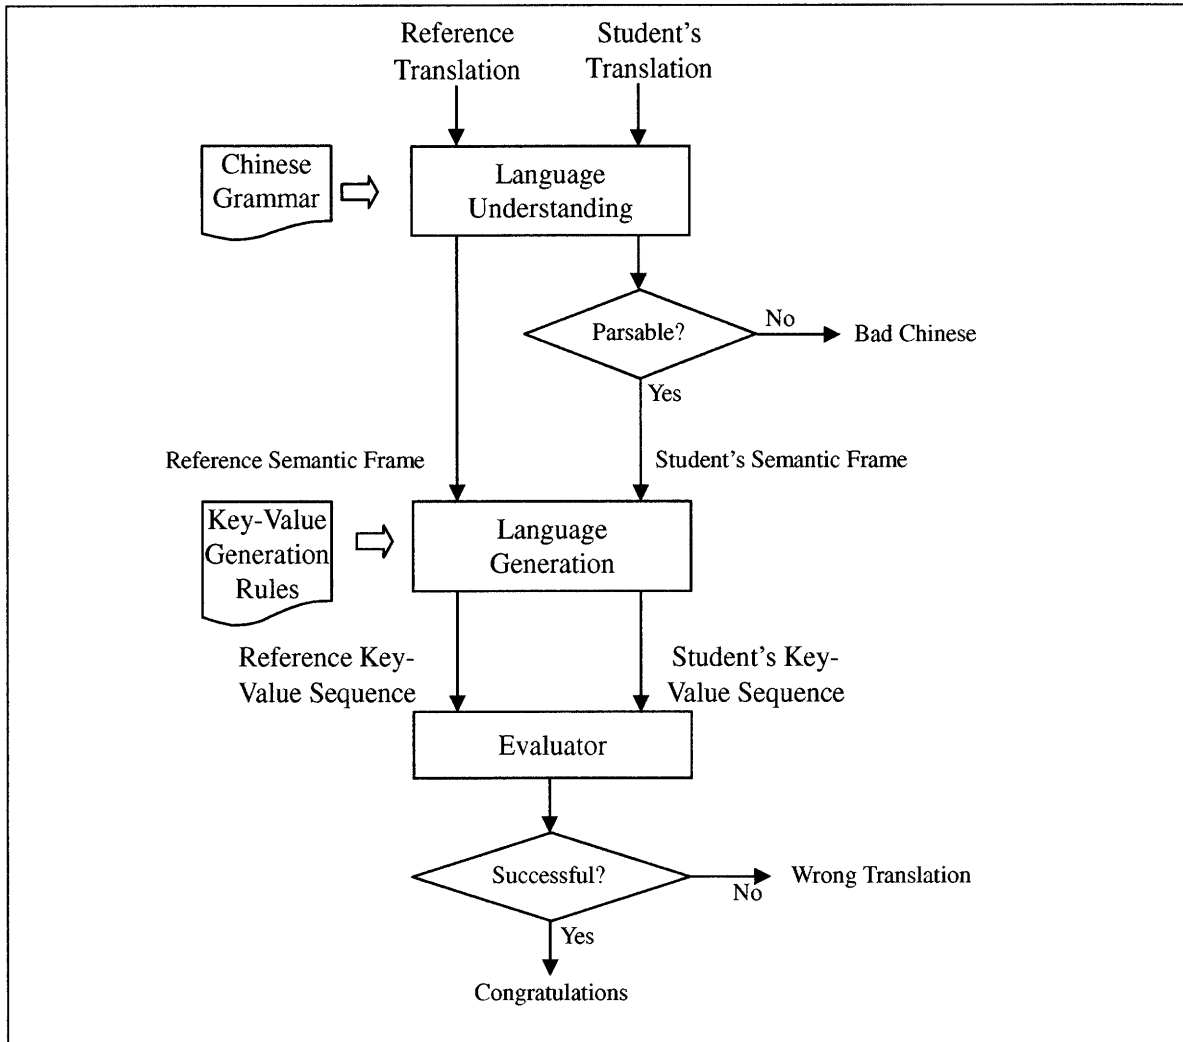 Reference
Translation
Student's
Translation
Chinese
Grammar
Language
Understanding
Parsable?
No
Bad Chinese
Yes
Reference Semantic Frame
Student's Semantic Frame
Key-Value
Generation
Rules
Language
Generation
Reference Key-
Value Sequence
Student's Key-
Value Sequence
Evaluator
Successful?
No
Wrong Translation
Yes
Congratulations